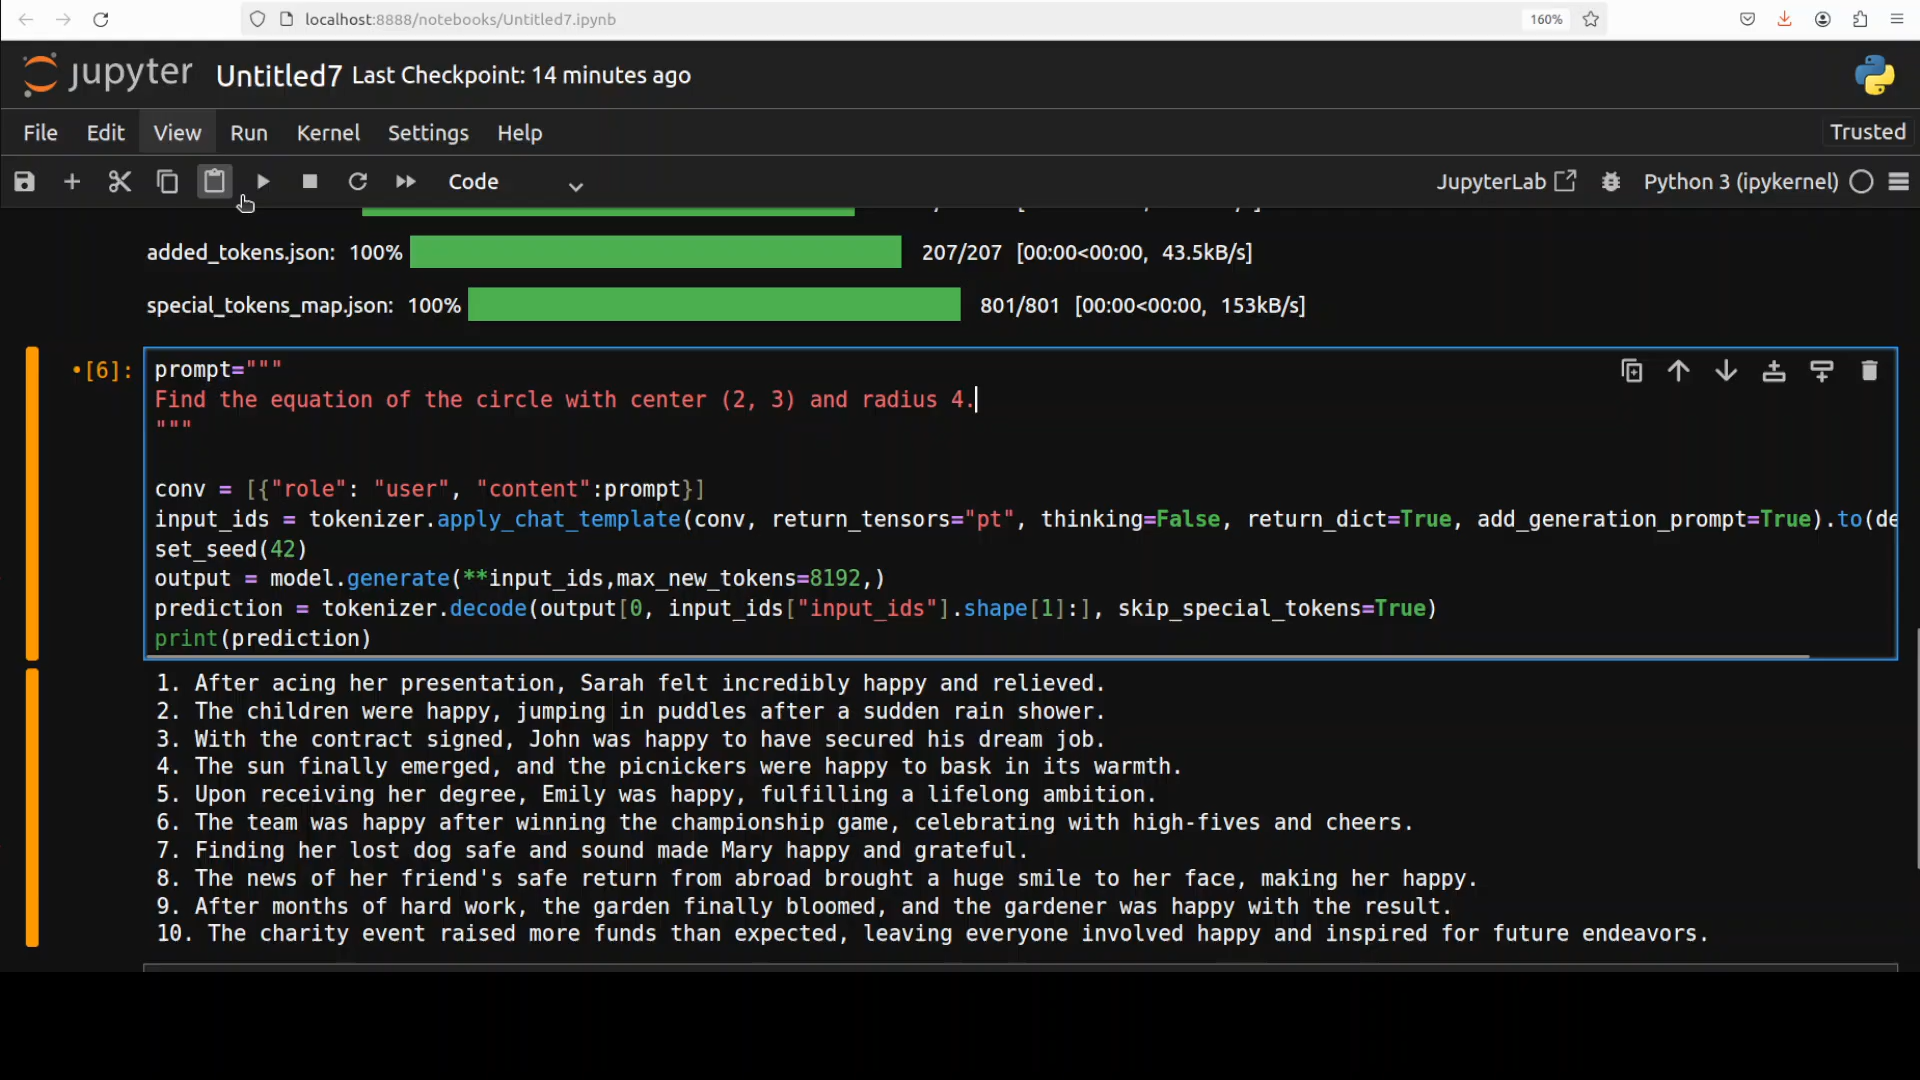 localhost:8888/notebooks/Untitled7.ipynb 160%
jupyter Untitled7 Last Checkpoint: 14 minutes ago
File Edit View Run Kernel Settings Help Trusted
Code JupyterLab Python 3 (ipykernel)
added_tokens.json: 100% 207/207 [00:00<00:00, 43.5kB/s]
special_tokens_map.json: 100% 801/801 [00:00<00:00, 153kB/s]
•[6]: prompt="""
Find the equation of the circle with center (2, 3) and radius 4.
"""
conv = [{"role": "user", "content":prompt}]
input_ids = tokenizer.apply_chat_template(conv, return_tensors="pt", thinking=False, return_dict=True, add_generation_prompt=True).to(de
set_seed(42)
output = model.generate(**input_ids,max_new_tokens=8192,)
prediction = tokenizer.decode(output[0, input_ids["input_ids"].shape[1]:], skip_special_tokens=True)
print(prediction)
1. After acing her presentation, Sarah felt incredibly happy and relieved.
2. The children were happy, jumping in puddles after a sudden rain shower.
3. With the contract signed, John was happy to have secured his dream job.
4. The sun finally emerged, and the picnickers were happy to bask in its warmth.
5. Upon receiving her degree, Emily was happy, fulfilling a lifelong ambition.
6. The team was happy after winning the championship game, celebrating with high-fives and cheers.
7. Finding her lost dog safe and sound made Mary happy and grateful.
8. The news of her friend's safe return from abroad brought a huge smile to her face, making her happy.
9. After months of hard work, the garden finally bloomed, and the gardener was happy with the result.
10. The charity event raised more funds than expected, leaving everyone involved happy and inspired for future endeavors.